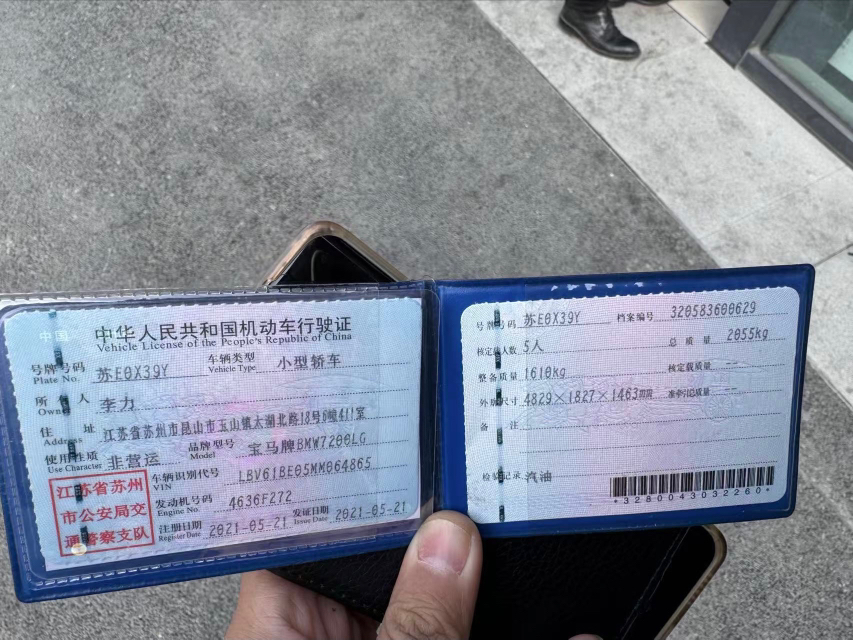 中华人民共和国机动车行驶证
Vehicle License of the People's Republic of China
号牌号码 苏E0X39Y 车辆类型 小型轿车
Plate No. Vehicle Type
所有人 李力
Owner
住址 江苏省苏州市昆山市玉山镇太湖北路18号6幢411室
Address
使用性质 非营运 品牌型号 宝马牌BMW7200LG
Use Character Model
车辆识别代号 LBV61BE05MM064865
VIN
发动机号码 4636F272
Engine No.
注册日期 2021-05-21 发证日期 2021-05-21
Register Date Issue Date
江苏省苏州
市公安局交
通警察支队
号牌号码 苏E0X39Y 档案编号 320583600629
核定载人数 5人 总质量 2055kg
整备质量 1610kg 核定载质量 --
外廓尺寸 4829×1827×1463mm 准牵引总质量 --
备注
检验记录 汽油
*3280043032260*